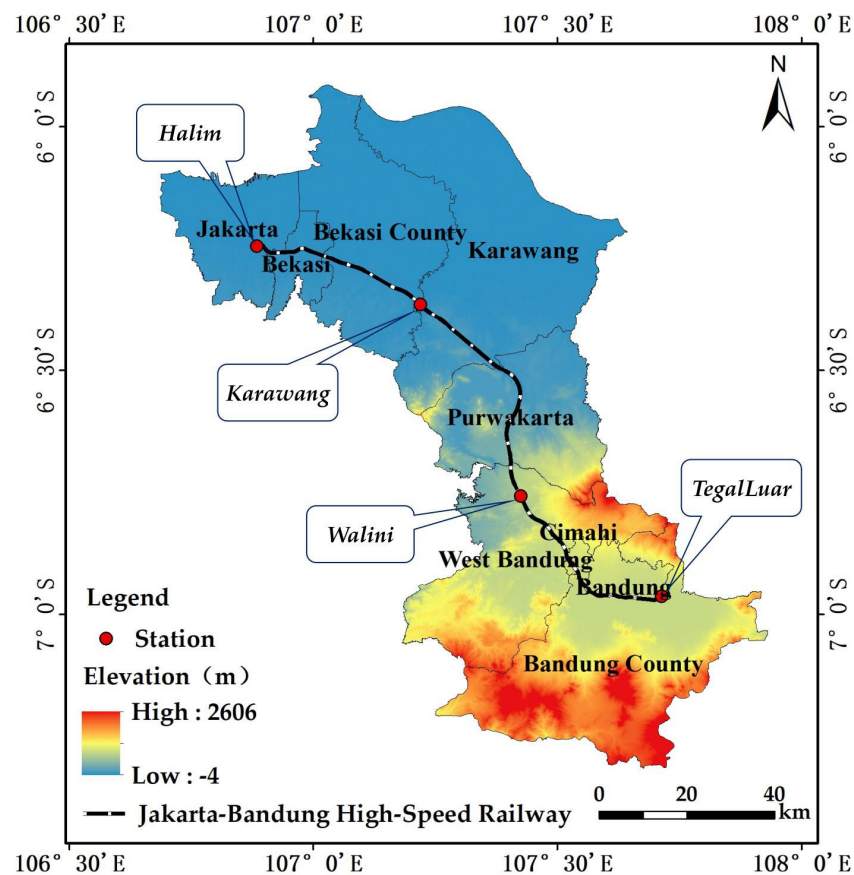 106° 30'E 107° 0'E 107° 30'E 108° 0'E
N
6° 0'S
6° 0'S
Halim
Jakarta
Bekasi County
Karawang
Bekasi
6° 30'S
6° 30'S
Karawang
Purwakarta
TegalLuar
Walini
Cimahi
West Bandung
Bandung
7° 0'S
7° 0'S
Legend
Station
Bandung County
Elevation（m）
High : 2606
Low : -4
0 20 40
km
Jakarta-Bandung High-Speed Railway
106° 30'E 107° 0'E 107° 30'E 108° 0'E